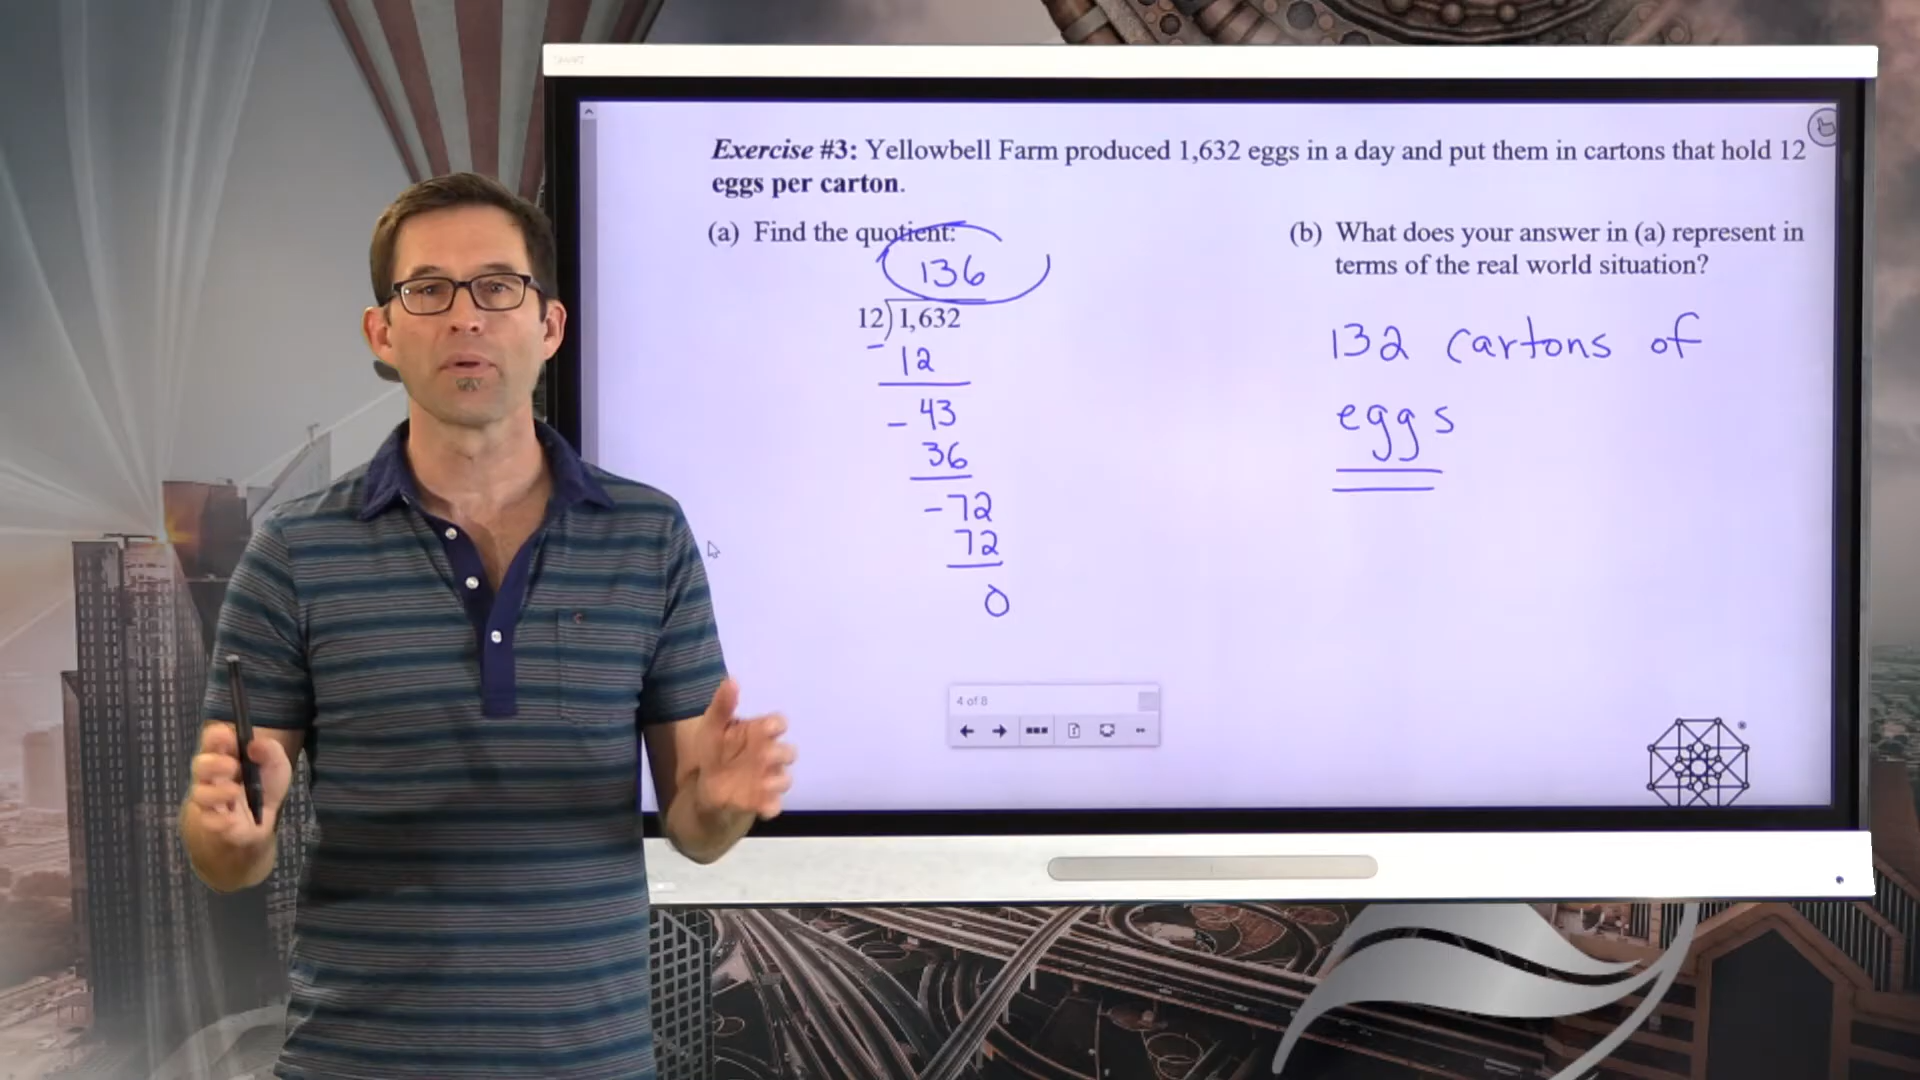 SMART
Exercise #3: Yellowbell Farm produced 1,632 eggs in a day and put them in cartons that hold 12
eggs per carton.
(a) Find the quotient:
136
12)1,632
- 12
- 43
36
- 72
72
0
(b) What does your answer in (a) represent in
terms of the real world situation?
132 cartons of
eggs
4 of 8
®